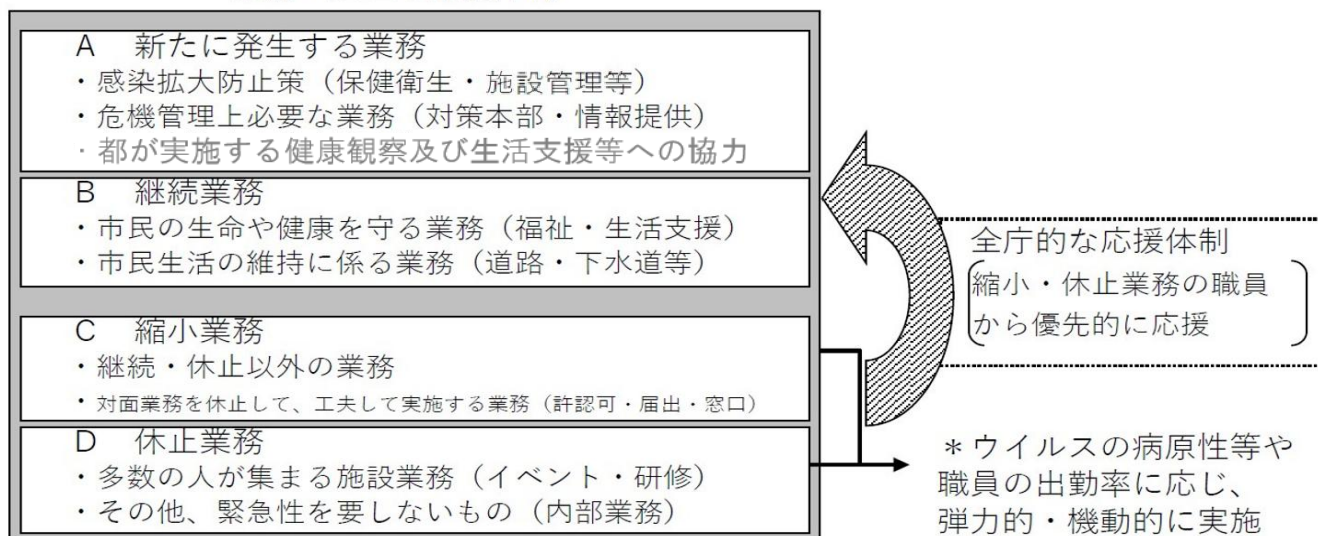 A　新たに発生する業務
・感染拡大防止策（保健衛生・施設管理等）
・危機管理上必要な業務（対策本部・情報提供）
・都が実施する健康観察及び生活支援等への協力
B　継続業務
・市民の生命や健康を守る業務（福祉・生活支援）
・市民生活の維持に係る業務（道路・下水道等）
C　縮小業務
・継続・休止以外の業務
・対面業務を休止して、工夫して実施する業務（許認可・届出・窓口）
D　休止業務
・多数の人が集まる施設業務（イベント・研修）
・その他、緊急性を要しないもの（内部業務）
全庁的な応援体制
縮小・休止業務の職員
から優先的に応援
＊ウイルスの病原性等や
職員の出勤率に応じ、
弾力的・機動的に実施